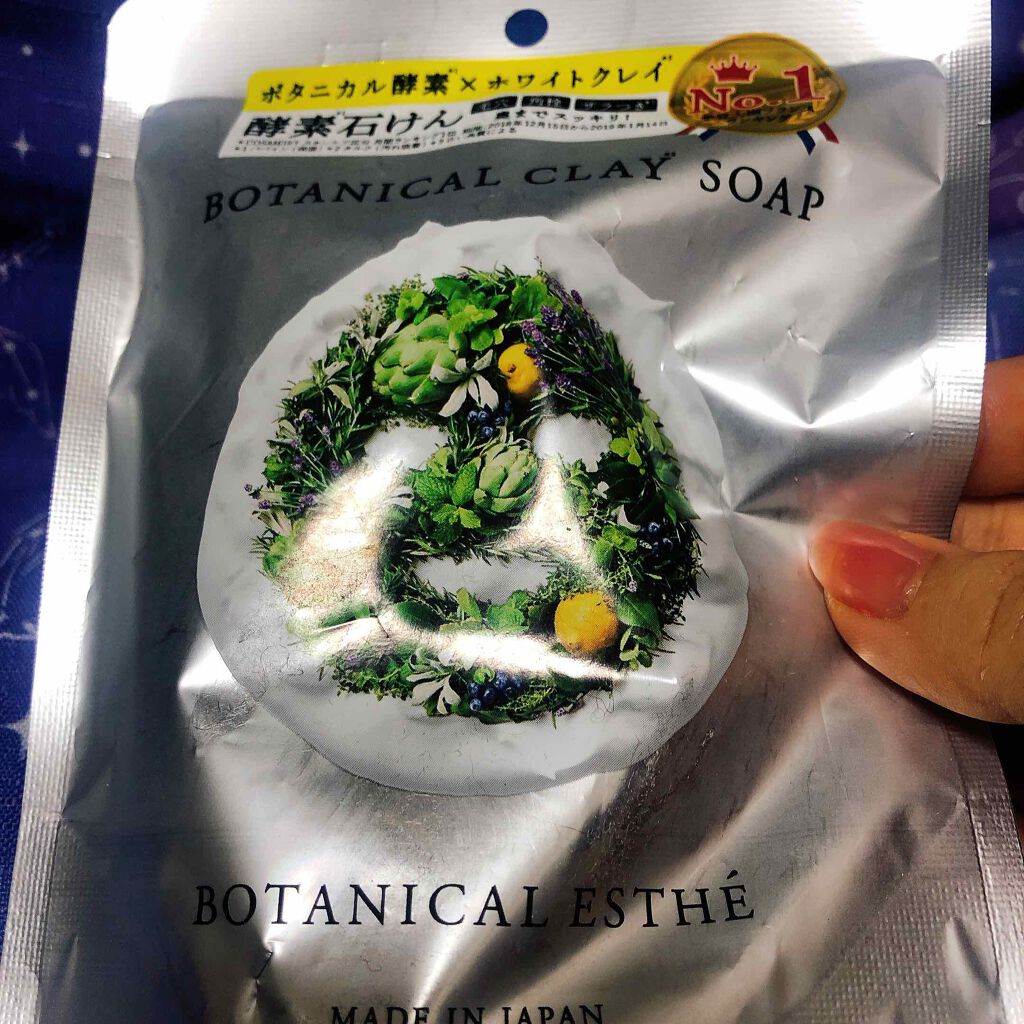 ボタニカル酵素 × ホワイトクレイ
No.1
毛穴 角栓 ザラつき
酵素石けん 奥までスッキリ!
BOTANICAL CLAY SOAP
BOTANICAL ESTHÉ
MADE IN JAPAN